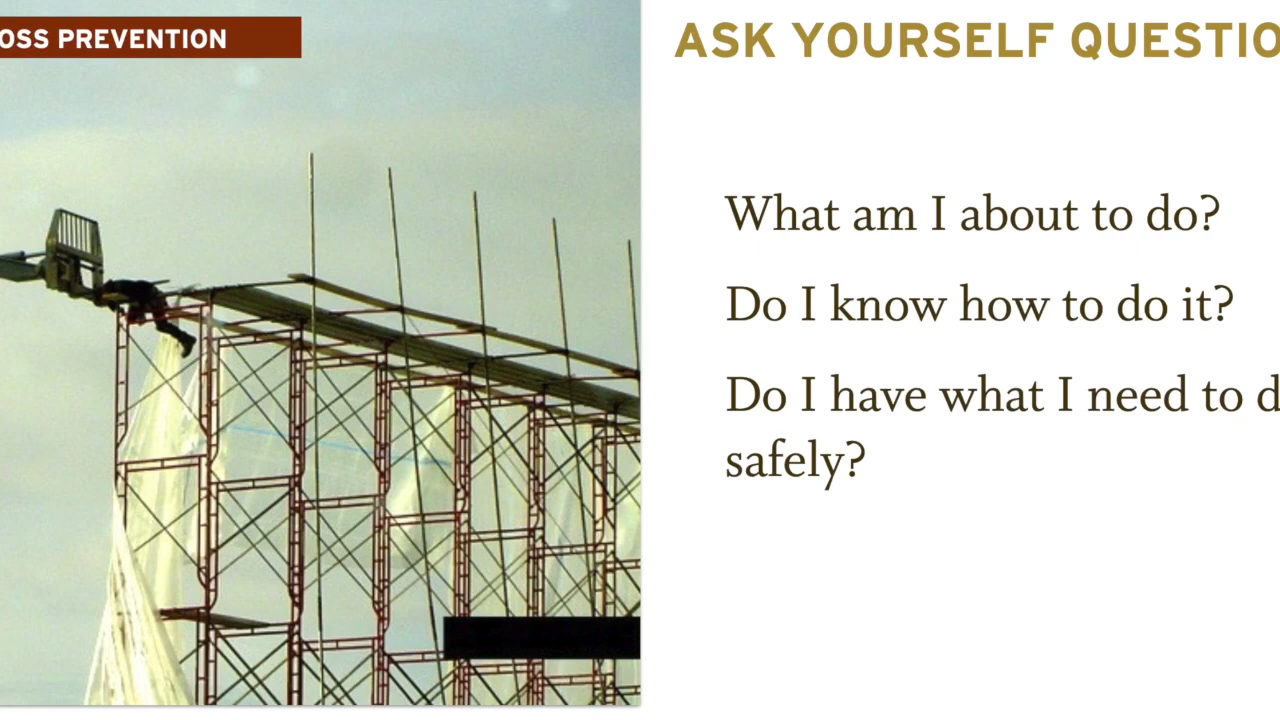 OSS PREVENTION
ASK YOURSELF QUESTIO
What am I about to do?
Do I know how to do it?
Do I have what I need to d
safely?